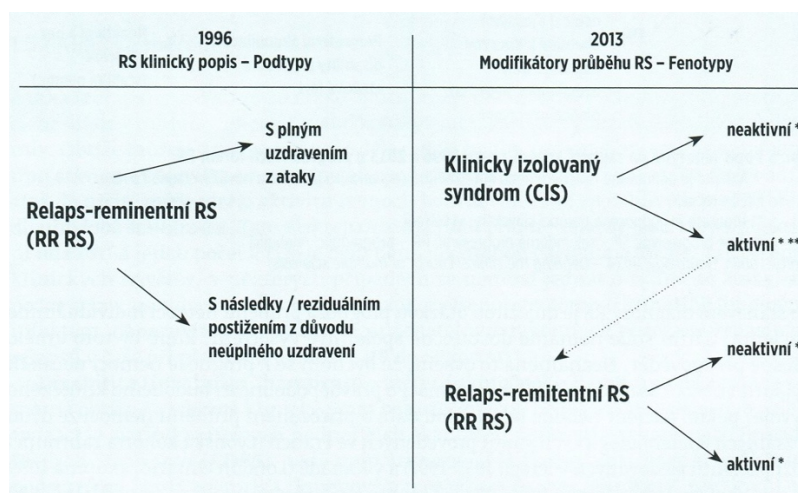 1996
RS klinický popis – Podtypy
2013
Modifikátory průběhu RS – Fenotypy
S plným
uzdravením
z ataky
Relaps-reminentní RS
(RR RS)
S následky / reziduálním
postižením z důvodu
neúplného uzdravení
Klinicky izolovaný
syndrom (CIS)
neaktivní *
aktivní * **
Relaps-remitentní RS
(RR RS)
neaktivní *
aktivní *